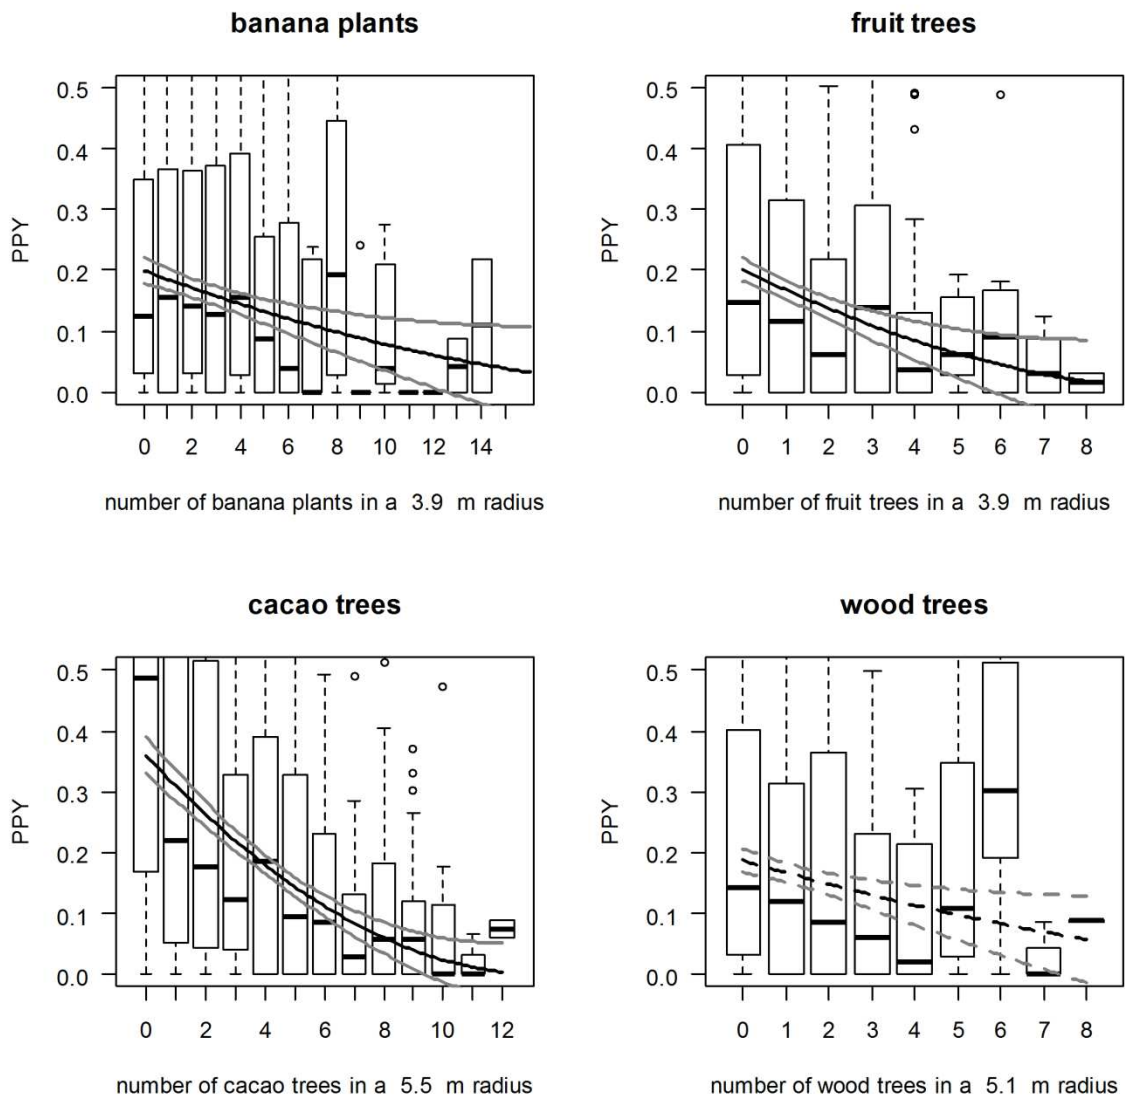 banana plants
0.5
0.4
0.3
0.2
0.1
0.0
PPY
0 2 4 6 8 10 12 14
number of banana plants in a 3.9 m radius
fruit trees
0.5
0.4
0.3
0.2
0.1
0.0
PPY
0 1 2 3 4 5 6 7 8
number of fruit trees in a 3.9 m radius
cacao trees
0.5
0.4
0.3
0.2
0.1
0.0
PPY
0 2 4 6 8 10 12
number of cacao trees in a 5.5 m radius
wood trees
0.5
0.4
0.3
0.2
0.1
0.0
PPY
0 1 2 3 4 5 6 7 8
number of wood trees in a 5.1 m radius